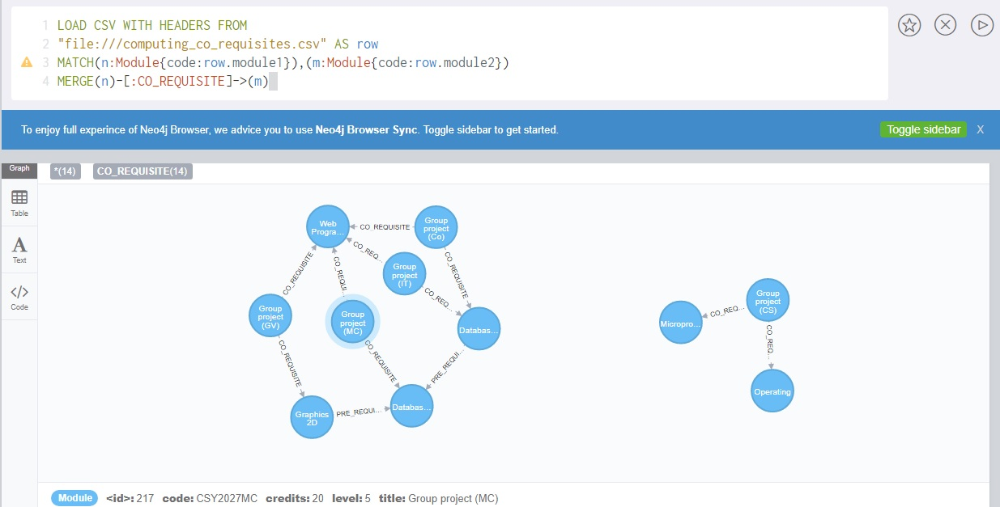 1 LOAD CSV WITH HEADERS FROM
2 "file:///computing_co_requisites.csv" AS row
3 MATCH(n:Module{code:row.module1}),(m:Module{code:row.module2})
4 MERGE(n)-[:CO_REQUISITE]->(m)
To enjoy full experince of Neo4j Browser, we advice you to use Neo4j Browser Sync. Toggle sidebar to get started.
Toggle sidebar X
Graph
*(14) CO_REQUISITE(14)
Table
A
Text
</>
Code
Web
Progra...
CO_REQUISITE
Group
project
(Co)
CO_REQ...
CO_REQUISITE
CO_REQUI...
Group
project
(IT)
CO_REQUISITE
CO_REQ...
Group
project
(GV)
Group
project
(MC)
Databas...
CO_REQUISITE
CO_REQUISITE
PRE_REQUI...
Graphics
2D
PRE_REQUI...
Databas...
Group
project
(CS)
CO_REQ...
Micropro...
CO_REQ...
Operating
Module <id>: 217 code: CSY2027MC credits: 20 level: 5 title: Group project (MC)